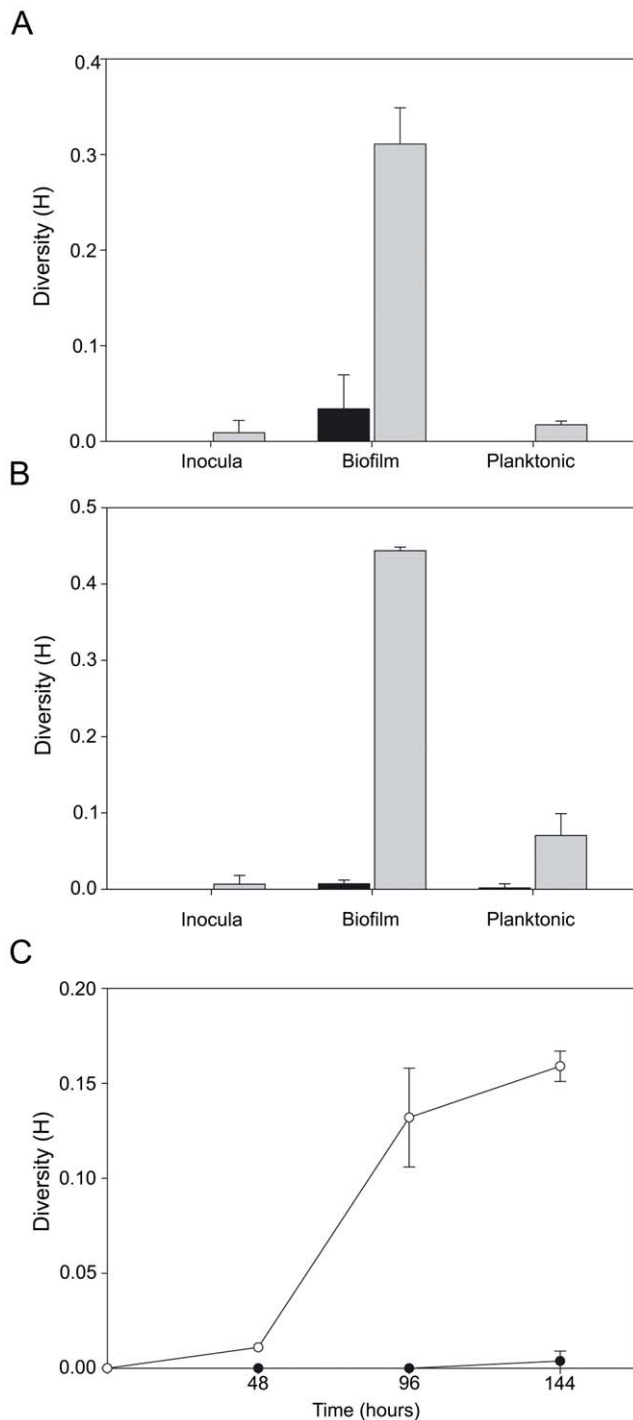 A
0.4
0.3
0.2
0.1
0.0
Diversity (H)
Inocula Biofilm Planktonic
B
0.5
0.4
0.3
0.2
0.1
0.0
Diversity (H)
Inocula Biofilm Planktonic
C
0.20
0.15
0.10
0.05
0.00
Diversity (H)
48 96 144
Time (hours)